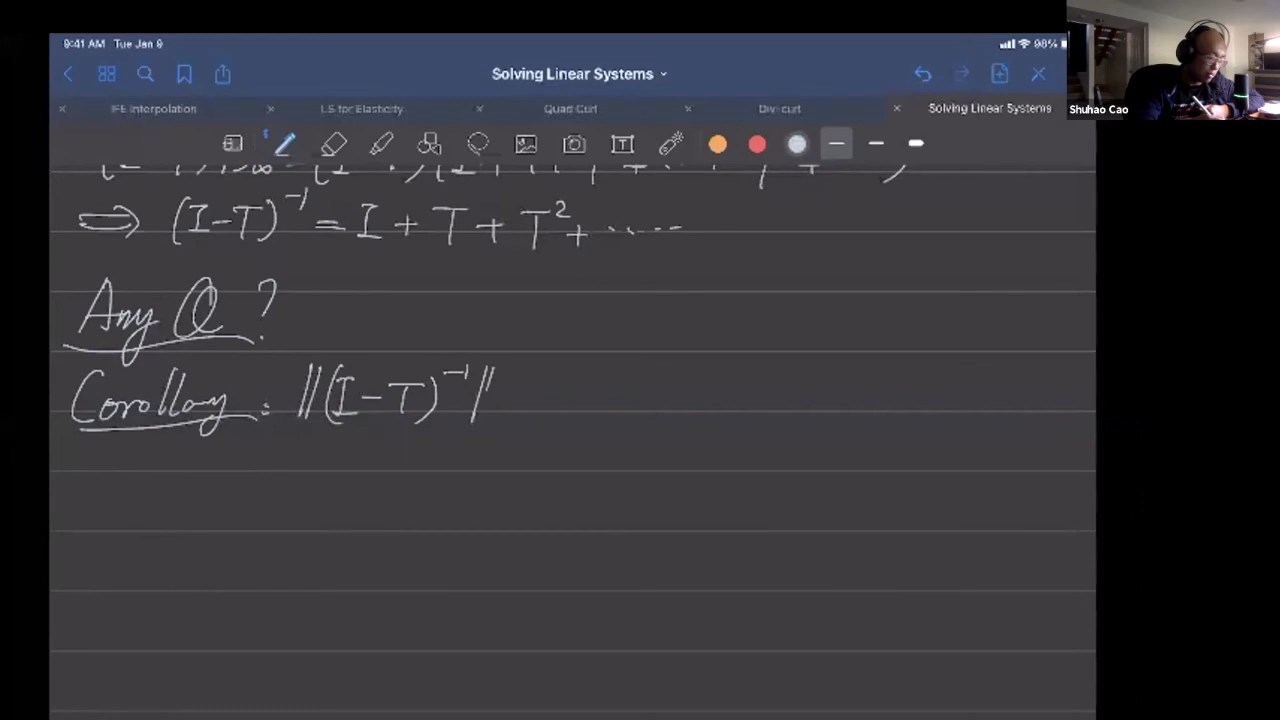 9:41 AM Tue Jan 9
98%
Solving Linear Systems
IFE Interpolation
LS for Elasticity
Quad Curl
Div-curl
Solving Linear Systems
Shuhao Cao
⇒ (I-T)⁻¹ = I + T + T² + ......
Any Q ?
Corollary : ||(I-T)⁻¹||